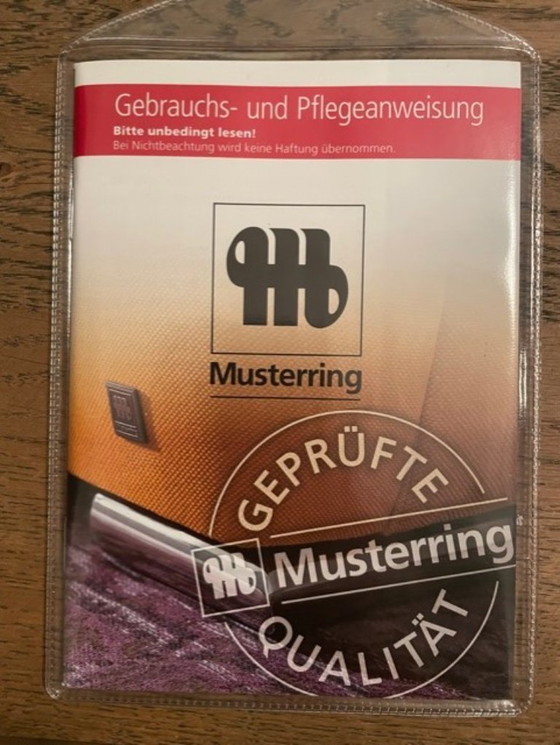 Gebrauchs- und Pflegeanweisung
Bitte unbedingt lesen!
Bei Nichtbeachtung wird keine Haftung übernommen.
Musterring
GEPRÜFTE
Musterring
QUALITÄT